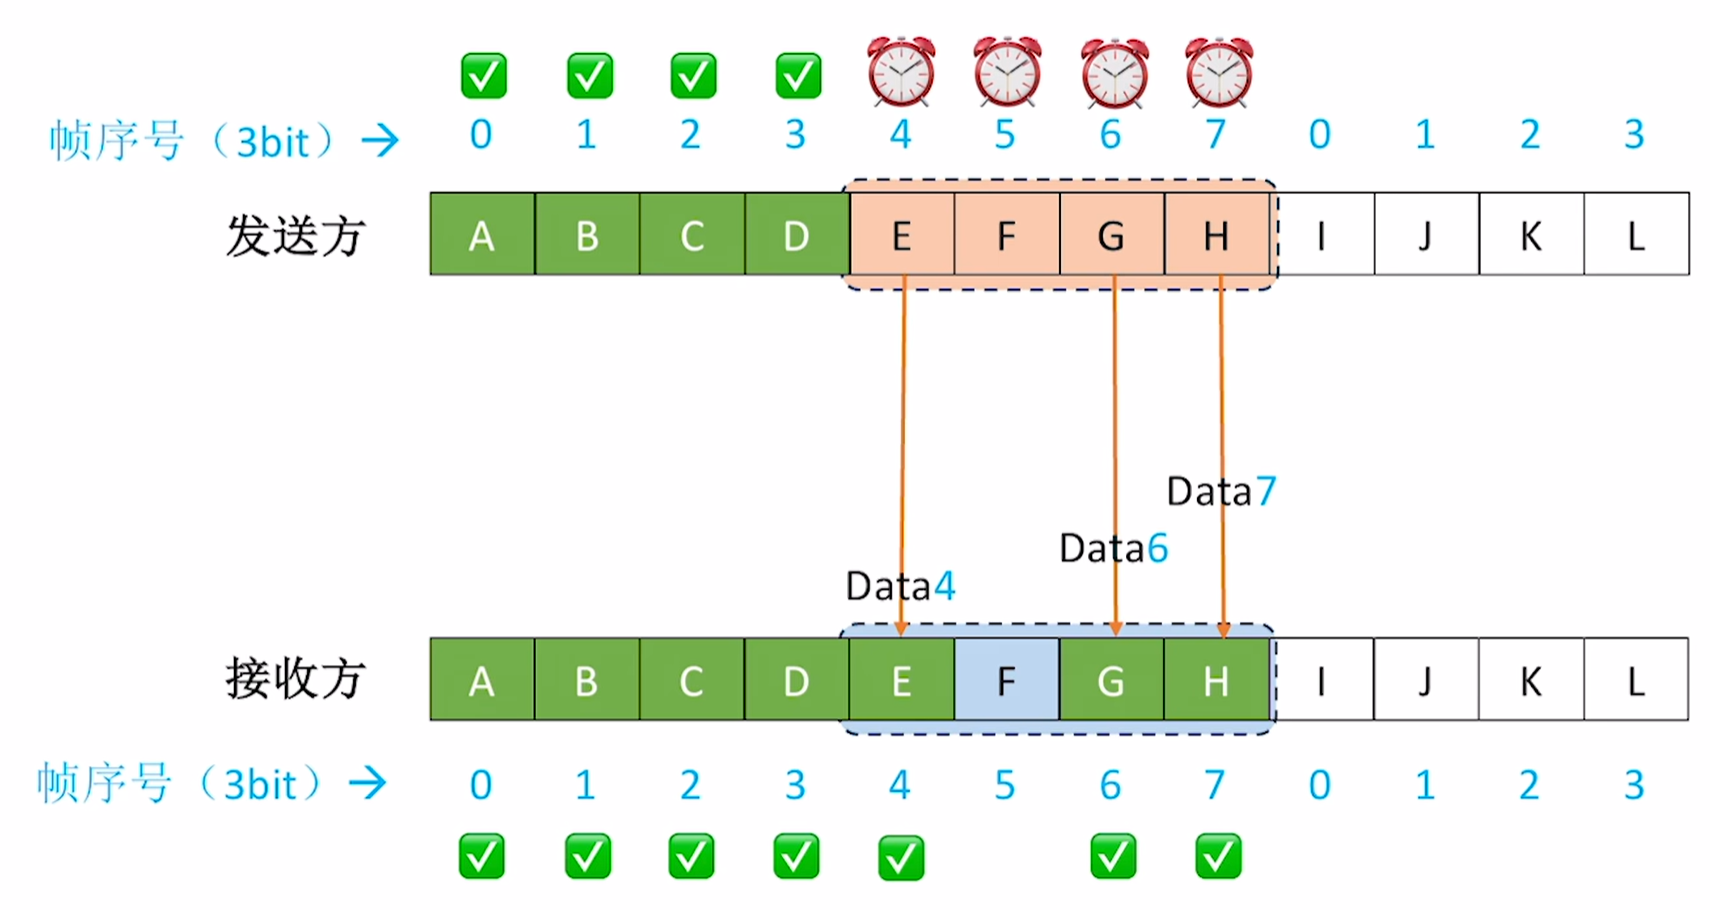 帧序号（3bit）→ 0 1 2 3 4 5 6 7 0 1 2 3
发送方 A B C D E F G H I J K L
Data7
Data6
Data4
接收方 A B C D E F G H I J K L
帧序号（3bit）→ 0 1 2 3 4 5 6 7 0 1 2 3